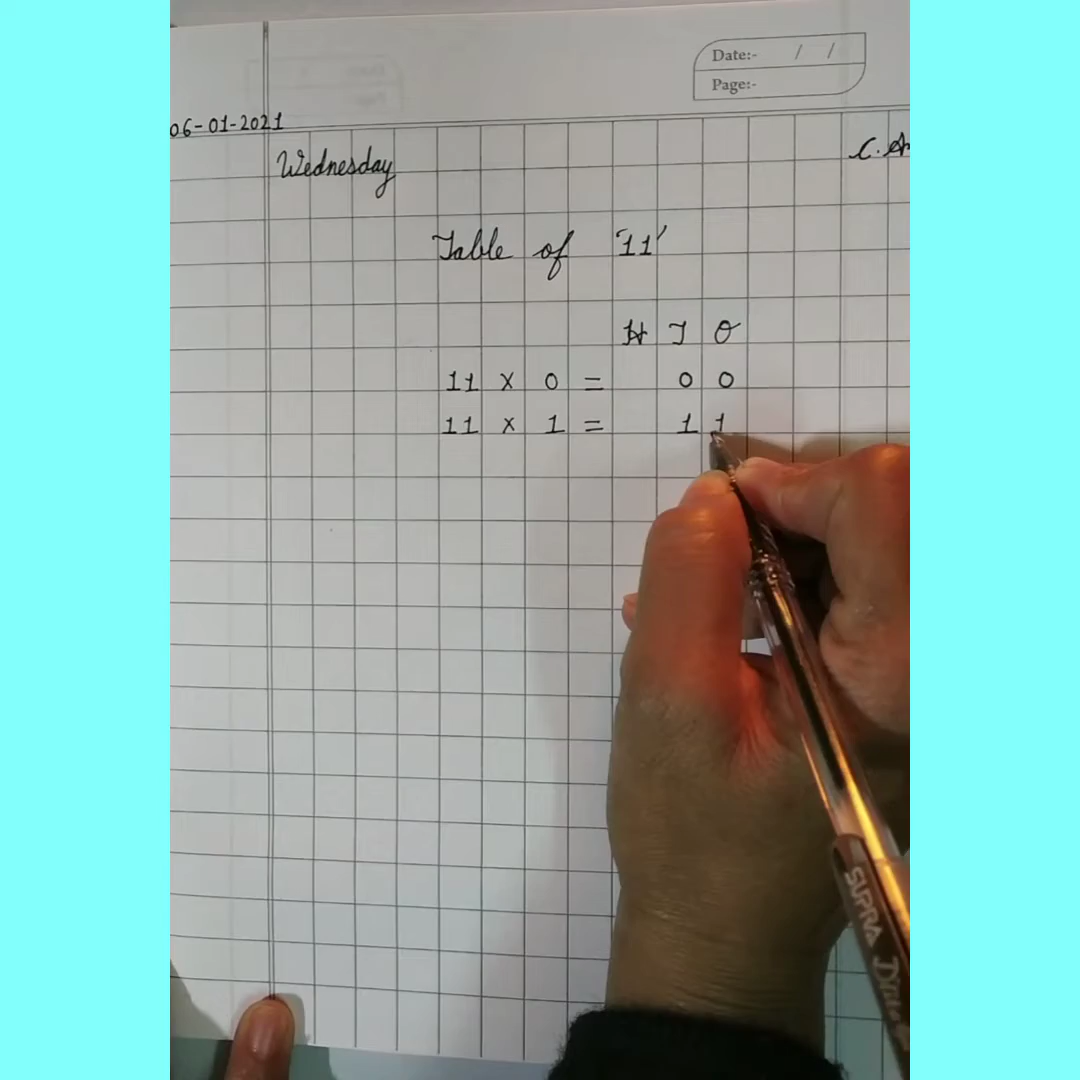 Date:- / /
Page:-
06-01-2021
Wednesday
Table of '11'
H T O
11 x 0 = 0 0
11 x 1 = 1 1
SUPRA